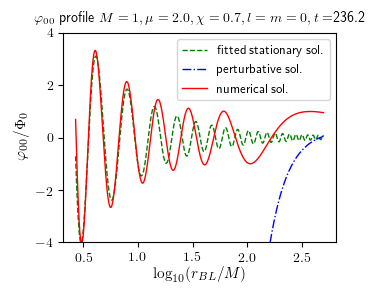 φ₀₀ profile M = 1, μ = 2.0, χ = 0.7, l = m = 0, t =236.2
fitted stationary sol.
perturbative sol.
numerical sol.
φ₀₀/Φ₀
4
2
0
−2
−4
0.5 1.0 1.5 2.0 2.5
log₁₀(r_BL/M)